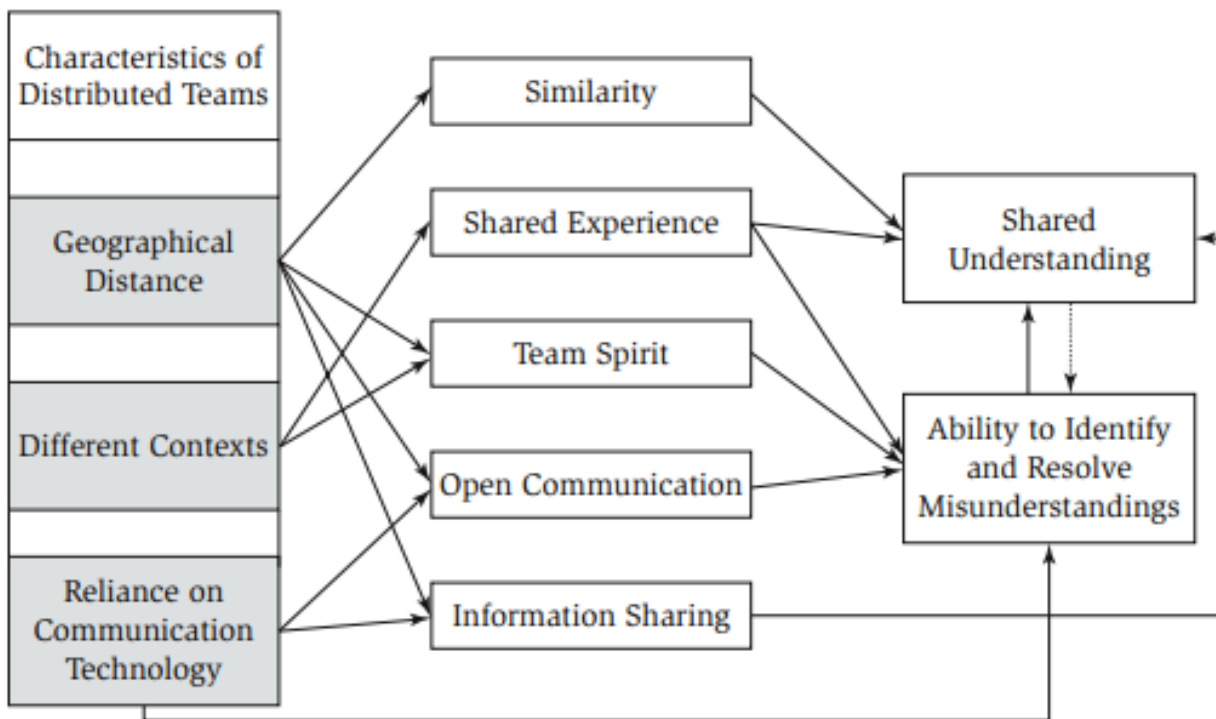 Characteristics of
Distributed Teams
Geographical
Distance
Different Contexts
Reliance on
Communication
Technology
Similarity
Shared Experience
Team Spirit
Open Communication
Information Sharing
Shared
Understanding
Ability to Identify
and Resolve
Misunderstandings